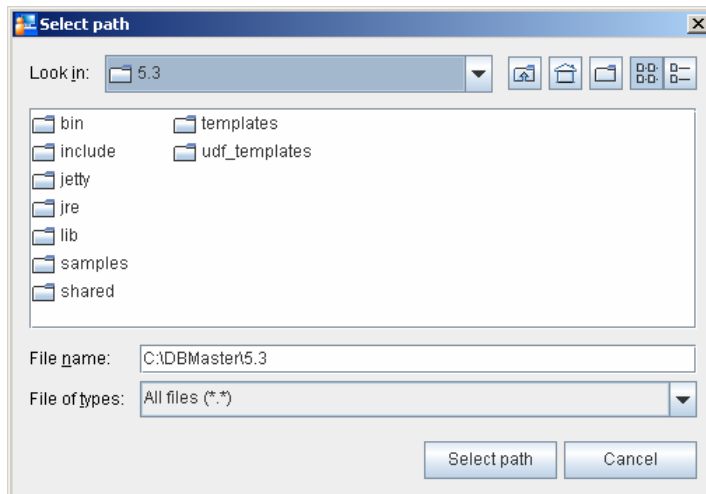 Select path
Look in: 5.3
bin templates
include udf_templates
jetty
jre
lib
samples
shared
File name: C:\DBMaster\5.3
File of types: All files (*.*)
Select path Cancel